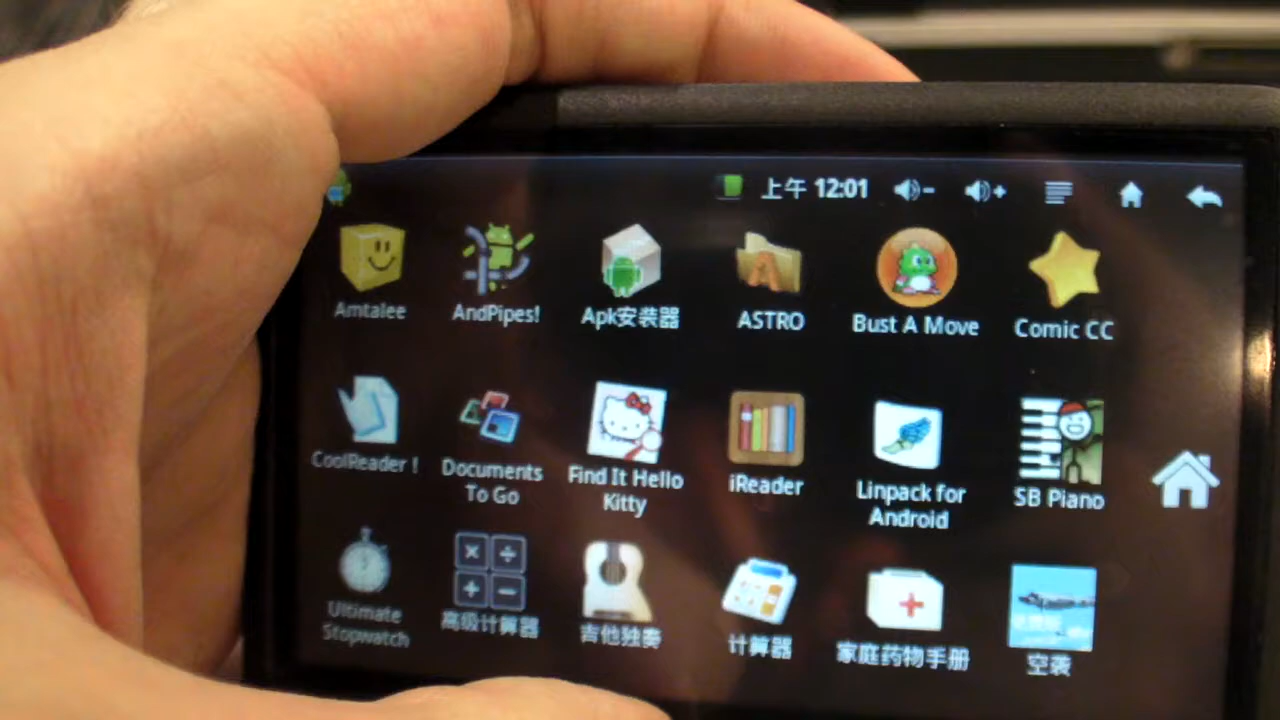 上午 12:01
Amtalee
AndPipes!
Apk安装器
ASTRO
Bust A Move
Comic CC
CoolReader !
Documents
To Go
Find It Hello
Kitty
iReader
Linpack for
Android
SB Piano
Ultimate
Stopwatch
高级计算器
吉他独奏
计算器
家庭药物手册
空袭